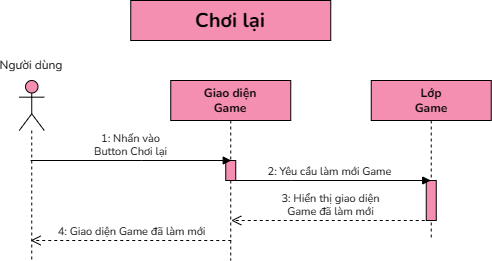 Chơi lại
Người dùng
Giao diện
Game
Lớp
Game
1: Nhấn vào
Button Chơi lại
2: Yêu cầu làm mới Game
3: Hiển thị giao diện
Game đã làm mới
4: Giao diện Game đã làm mới